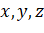 x, y, z